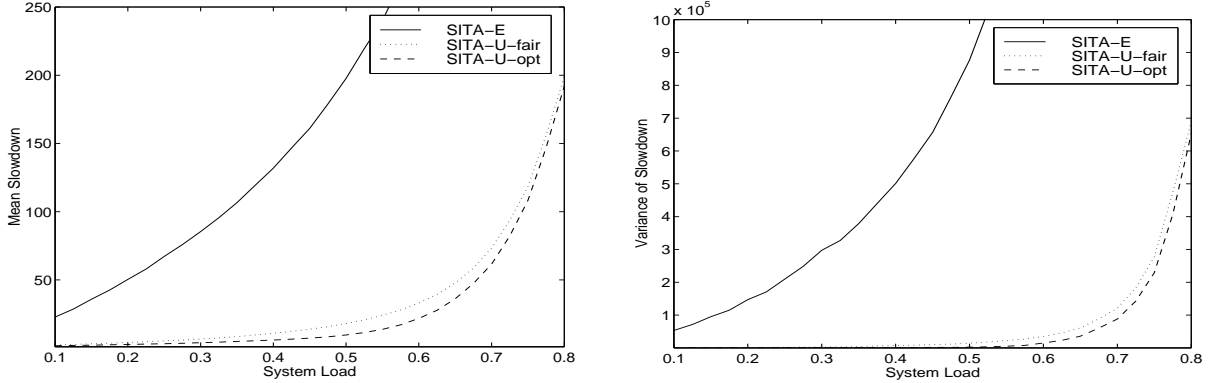 250
200
150
100
50
Mean Slowdown
0.1 0.2 0.3 0.4 0.5 0.6 0.7 0.8
System Load
SITA−E
SITA−U−fair
SITA−U−opt
x 10^5
10
9
8
7
6
5
4
3
2
1
Variance of Slowdown
0.1 0.2 0.3 0.4 0.5 0.6 0.7 0.8
System Load
SITA−E
SITA−U−fair
SITA−U−opt